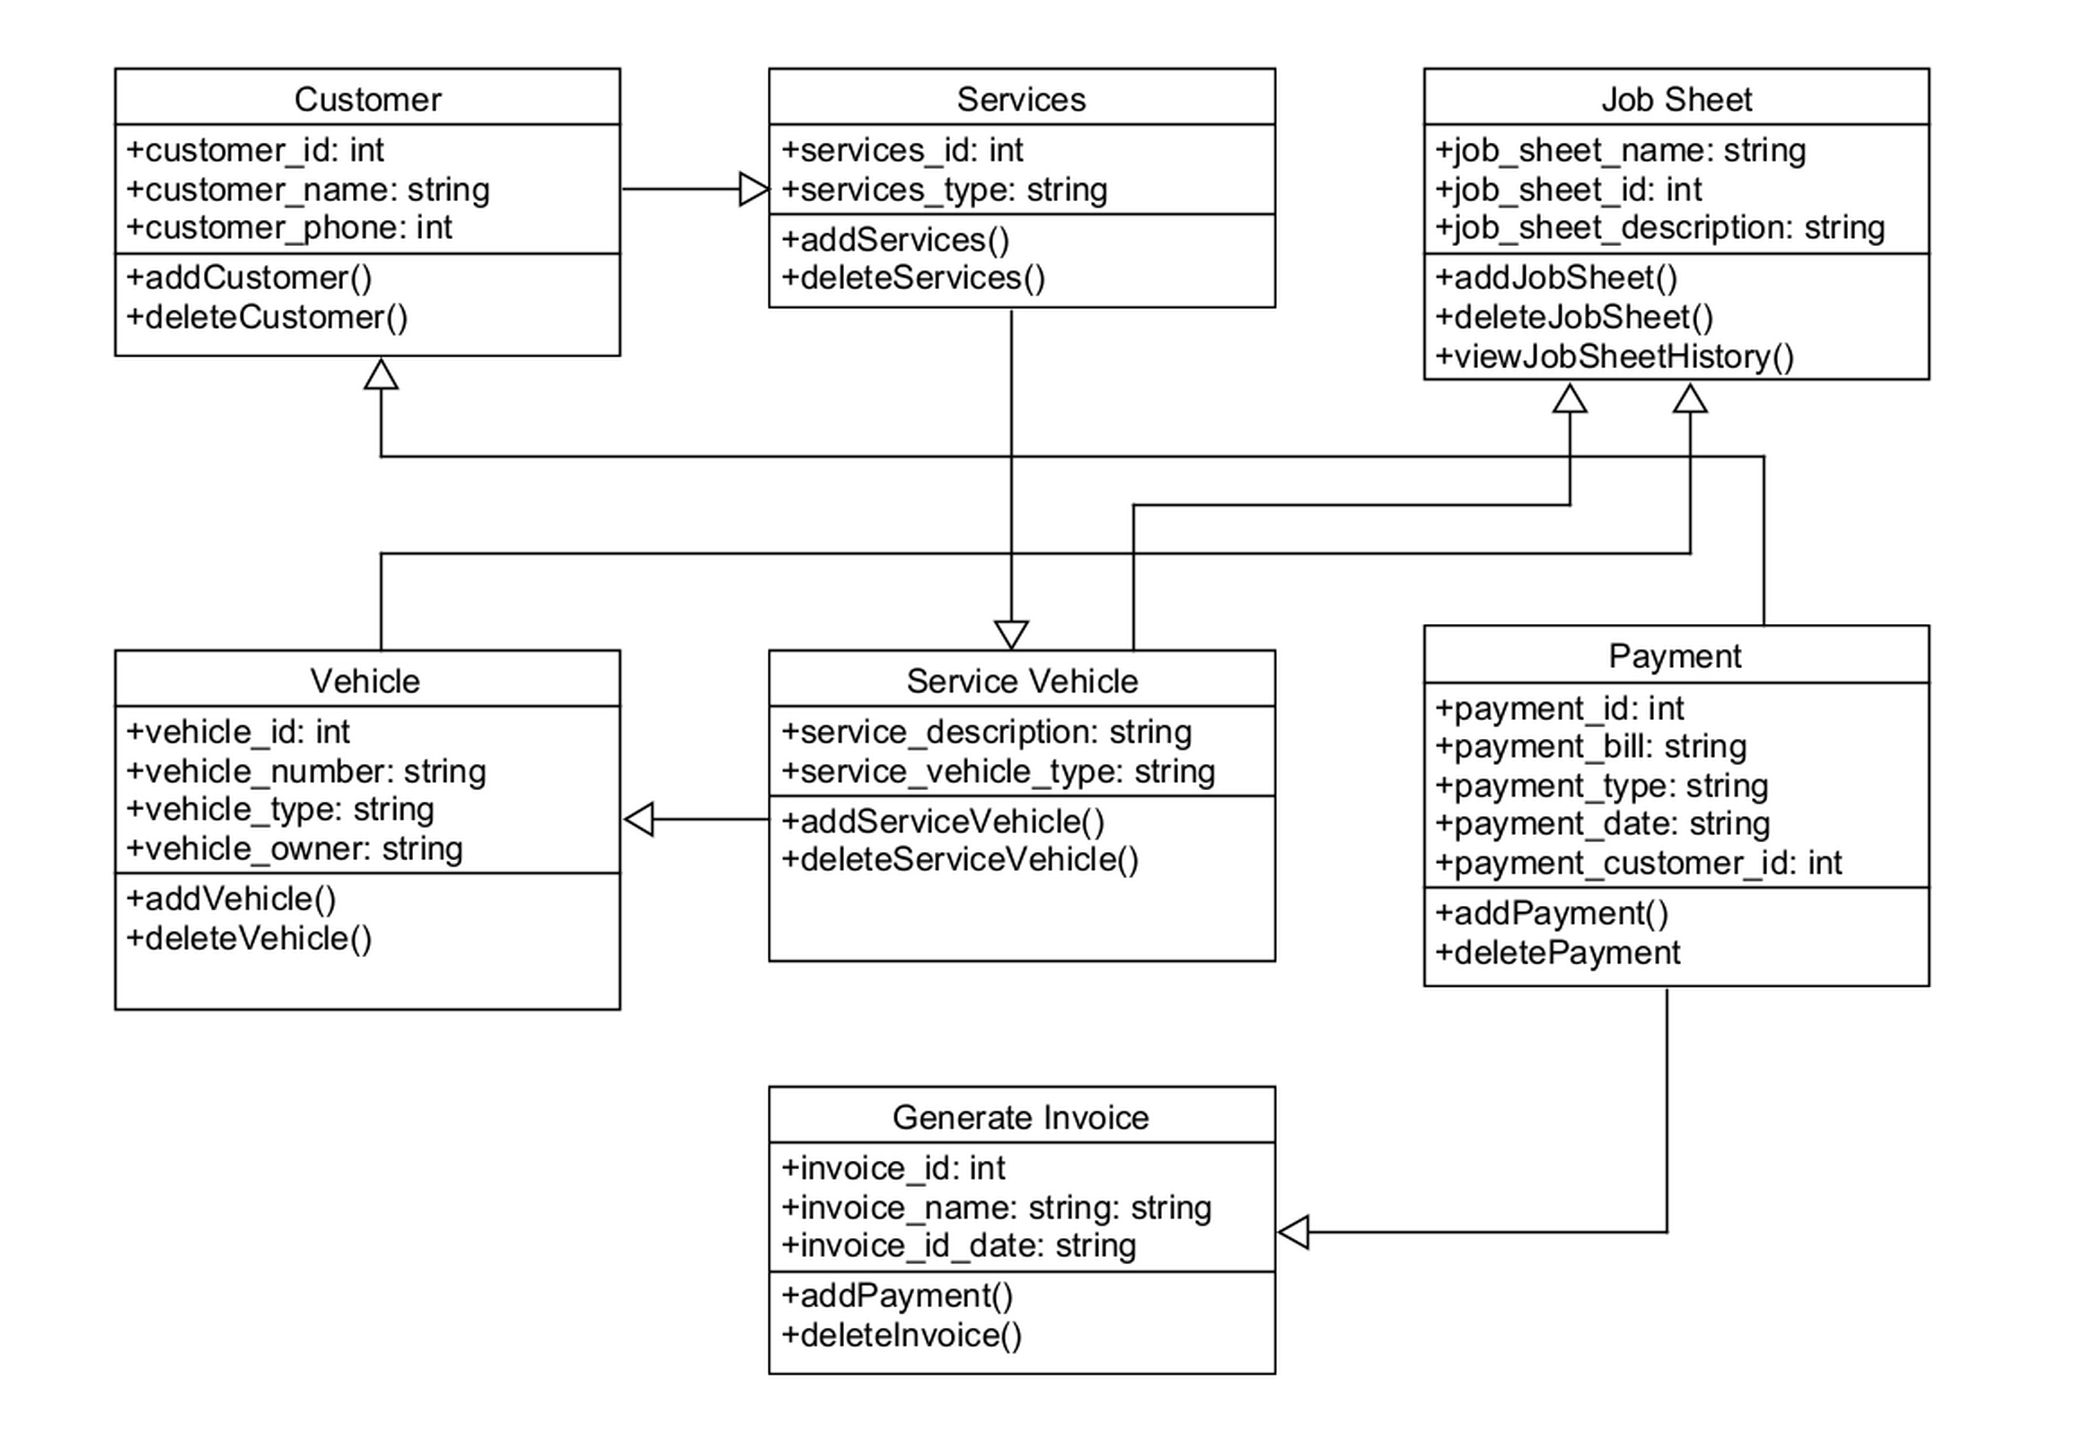 Customer
+customer_id: int
+customer_name: string
+customer_phone: int
+addCustomer()
+deleteCustomer()
Services
+services_id: int
+services_type: string
+addServices()
+deleteServices()
Job Sheet
+job_sheet_name: string
+job_sheet_id: int
+job_sheet_description: string
+addJobSheet()
+deleteJobSheet()
+viewJobSheetHistory()
Vehicle
+vehicle_id: int
+vehicle_number: string
+vehicle_type: string
+vehicle_owner: string
+addVehicle()
+deleteVehicle()
Service Vehicle
+service_description: string
+service_vehicle_type: string
+addServiceVehicle()
+deleteServiceVehicle()
Payment
+payment_id: int
+payment_bill: string
+payment_type: string
+payment_date: string
+payment_customer_id: int
+addPayment()
+deletePayment
Generate Invoice
+invoice_id: int
+invoice_name: string: string
+invoice_id_date: string
+addPayment()
+deleteInvoice()